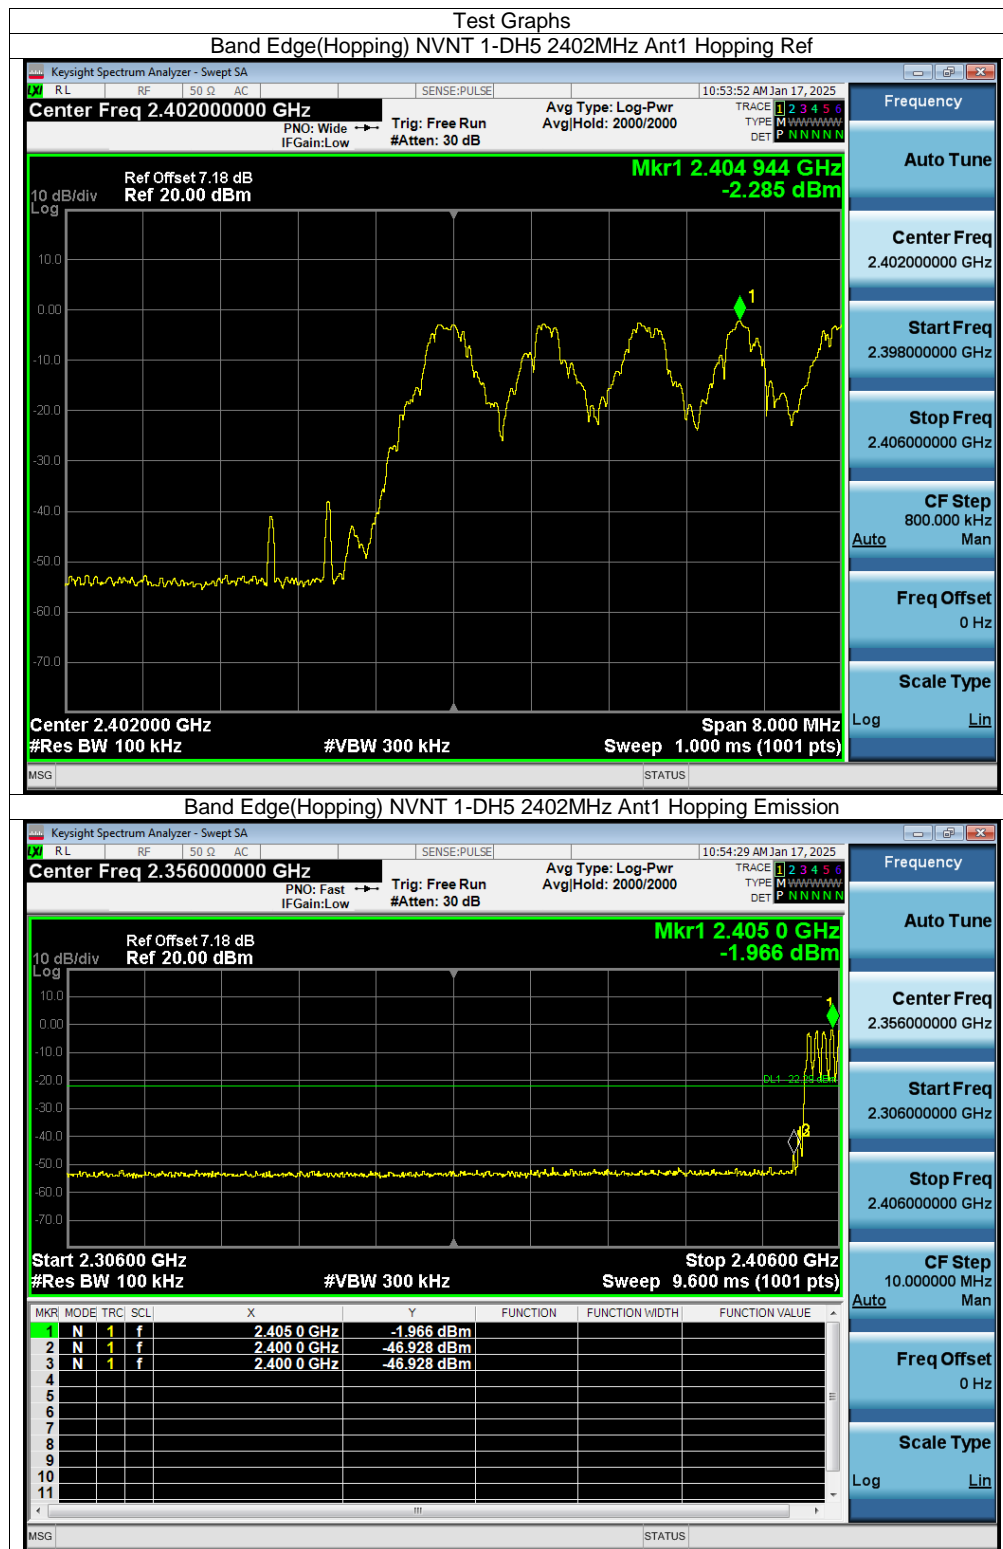 Test Graphs
Band Edge(Hopping) NVNT 1-DH5 2402MHz Ant1 Hopping Ref
Keysight Spectrum Analyzer - Swept SA
LXI RL RF 50 Ω AC SENSE:PULSE 10:53:52 AM Jan 17, 2025
Center Freq 2.402000000 GHz
PNO: Wide
IFGain:Low
Trig: Free Run
#Atten: 30 dB
Avg Type: Log-Pwr
Avg|Hold: 2000/2000
TRACE 1 2 3 4 5 6
TYPE M WWWWW
DET P N N N N N
Frequency
Auto Tune
Center Freq
2.402000000 GHz
Start Freq
2.398000000 GHz
Stop Freq
2.406000000 GHz
CF Step
800.000 kHz
Auto Man
Freq Offset
0 Hz
Scale Type
Log Lin
Mkr1 2.404 944 GHz
-2.285 dBm
Ref Offset 7.18 dB
10 dB/div Ref 20.00 dBm
Log
10.0
0.00
-10.0
-20.0
-30.0
-40.0
-50.0
-60.0
-70.0
1
Center 2.402000 GHz Span 8.000 MHz
#Res BW 100 kHz #VBW 300 kHz Sweep 1.000 ms (1001 pts)
MSG STATUS
Band Edge(Hopping) NVNT 1-DH5 2402MHz Ant1 Hopping Emission
Keysight Spectrum Analyzer - Swept SA
LXI RL RF 50 Ω AC SENSE:PULSE 10:54:29 AM Jan 17, 2025
Center Freq 2.356000000 GHz
PNO: Fast
IFGain:Low
Trig: Free Run
#Atten: 30 dB
Avg Type: Log-Pwr
Avg|Hold: 2000/2000
TRACE 1 2 3 4 5 6
TYPE M WWWWW
DET P N N N N N
Frequency
Auto Tune
Center Freq
2.356000000 GHz
Start Freq
2.306000000 GHz
Stop Freq
2.406000000 GHz
CF Step
10.000000 MHz
Auto Man
Freq Offset
0 Hz
Scale Type
Log Lin
Mkr1 2.405 0 GHz
-1.966 dBm
Ref Offset 7.18 dB
10 dB/div Ref 20.00 dBm
Log
10.0
0.00
-10.0
-20.0
-30.0
-40.0
-50.0
-60.0
-70.0
1
3
Start 2.30600 GHz Stop 2.40600 GHz
#Res BW 100 kHz #VBW 300 kHz Sweep 9.600 ms (1001 pts)
MKR MODE TRC SCL X Y FUNCTION FUNCTION WIDTH FUNCTION VALUE
1 N 1 f 2.405 0 GHz -1.966 dBm
2 N 1 f 2.400 0 GHz -46.928 dBm
3 N 1 f 2.400 0 GHz -46.928 dBm
4
5
6
7
8
9
10
11
MSG STATUS